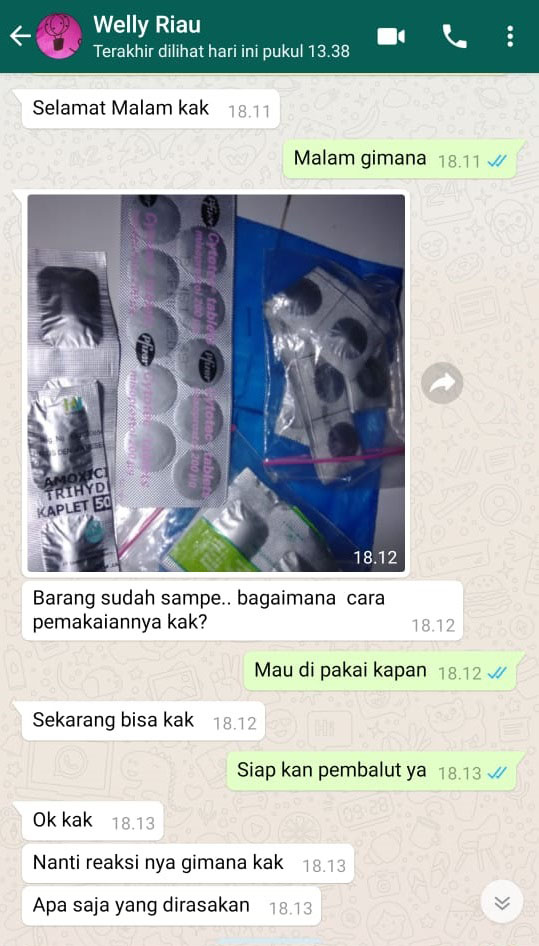 Welly Riau
Terakhir dilihat hari ini pukul 13.38
Selamat Malam kak 18.11
Malam gimana 18.11
Cytotec tablets
Pfizer
AMOXICI
TRIHYD
KAPLET 50
18.12
Barang sudah sampe.. bagaimana cara
pemakaiannya kak?
18.12
Mau di pakai kapan 18.12
Sekarang bisa kak 18.12
Siap kan pembalut ya 18.13
Ok kak 18.13
Nanti reaksi nya gimana kak 18.13
Apa saja yang dirasakan 18.13